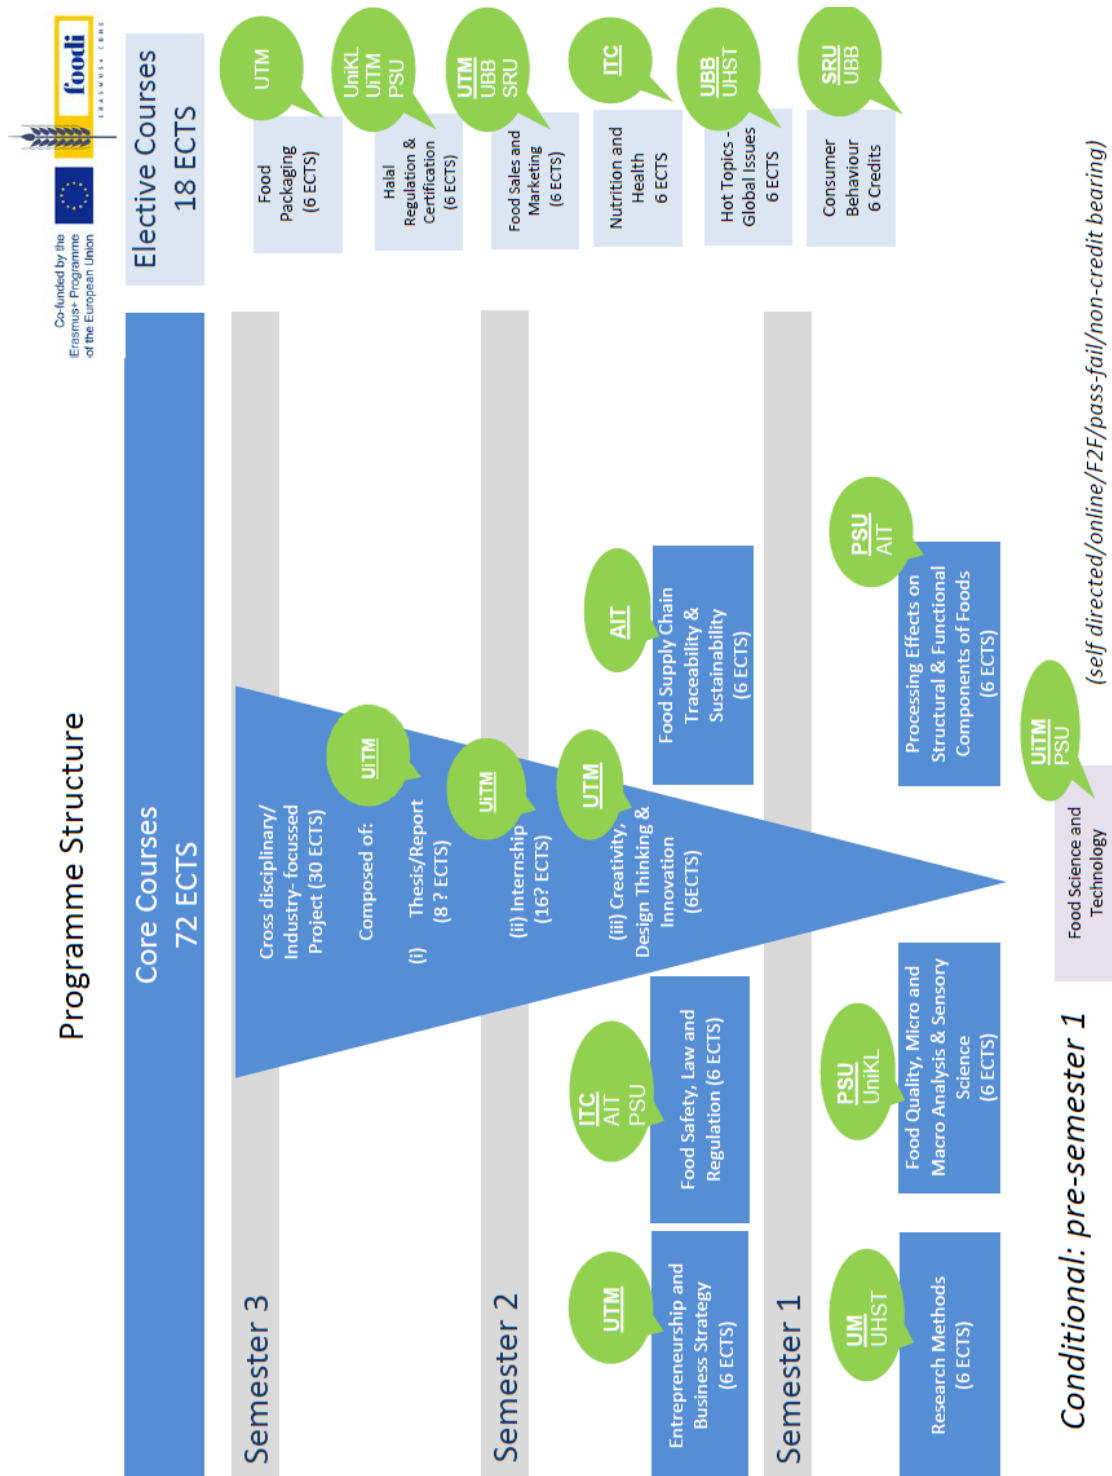 Programme Structure
Co-funded by the
Erasmus+ Programme
of the European Union
foodi
ERASMUS+ CBHE
Core Courses
72 ECTS
Elective Courses
18 ECTS
Semester 3
Cross disciplinary/
Industry- focussed
Project (30 ECTS)
Composed of:
(i) Thesis/Report
(8 ? ECTS)
UiTM
(ii) Internship
(16? ECTS)
UiTM
(iii) Creativity,
Design Thinking &
Innovation
(6ECTS)
UTM
Semester 2
Entrepreneurship and
Business Strategy
(6 ECTS)
UTM
Food Safety, Law and
Regulation (6 ECTS)
ITC
AIT
PSU
Food Supply Chain
Traceability &
Sustainability
(6 ECTS)
AIT
Semester 1
Research Methods
(6 ECTS)
UM
UHST
Food Quality, Micro and
Macro Analysis & Sensory
Science
(6 ECTS)
PSU
UniKL
Processing Effects on
Structural & Functional
Components of Foods
(6 ECTS)
PSU
AIT
Food
Packaging
(6 ECTS)
UTM
Halal
Regulation &
Certification
(6 ECTS)
UniKL
UiTM
PSU
Food Sales and
Marketing
(6 ECTS)
UTM
UBB
SRU
Nutrition and
Health
6 ECTS
ITC
Hot Topics -
Global Issues
6 ECTS
UBB
UHST
Consumer
Behaviour
6 Credits
SRU
UBB
Conditional: pre-semester 1
Food Science and
Technology
UiTM
PSU
(self directed/online/F2F/pass-fail/non-credit bearing)